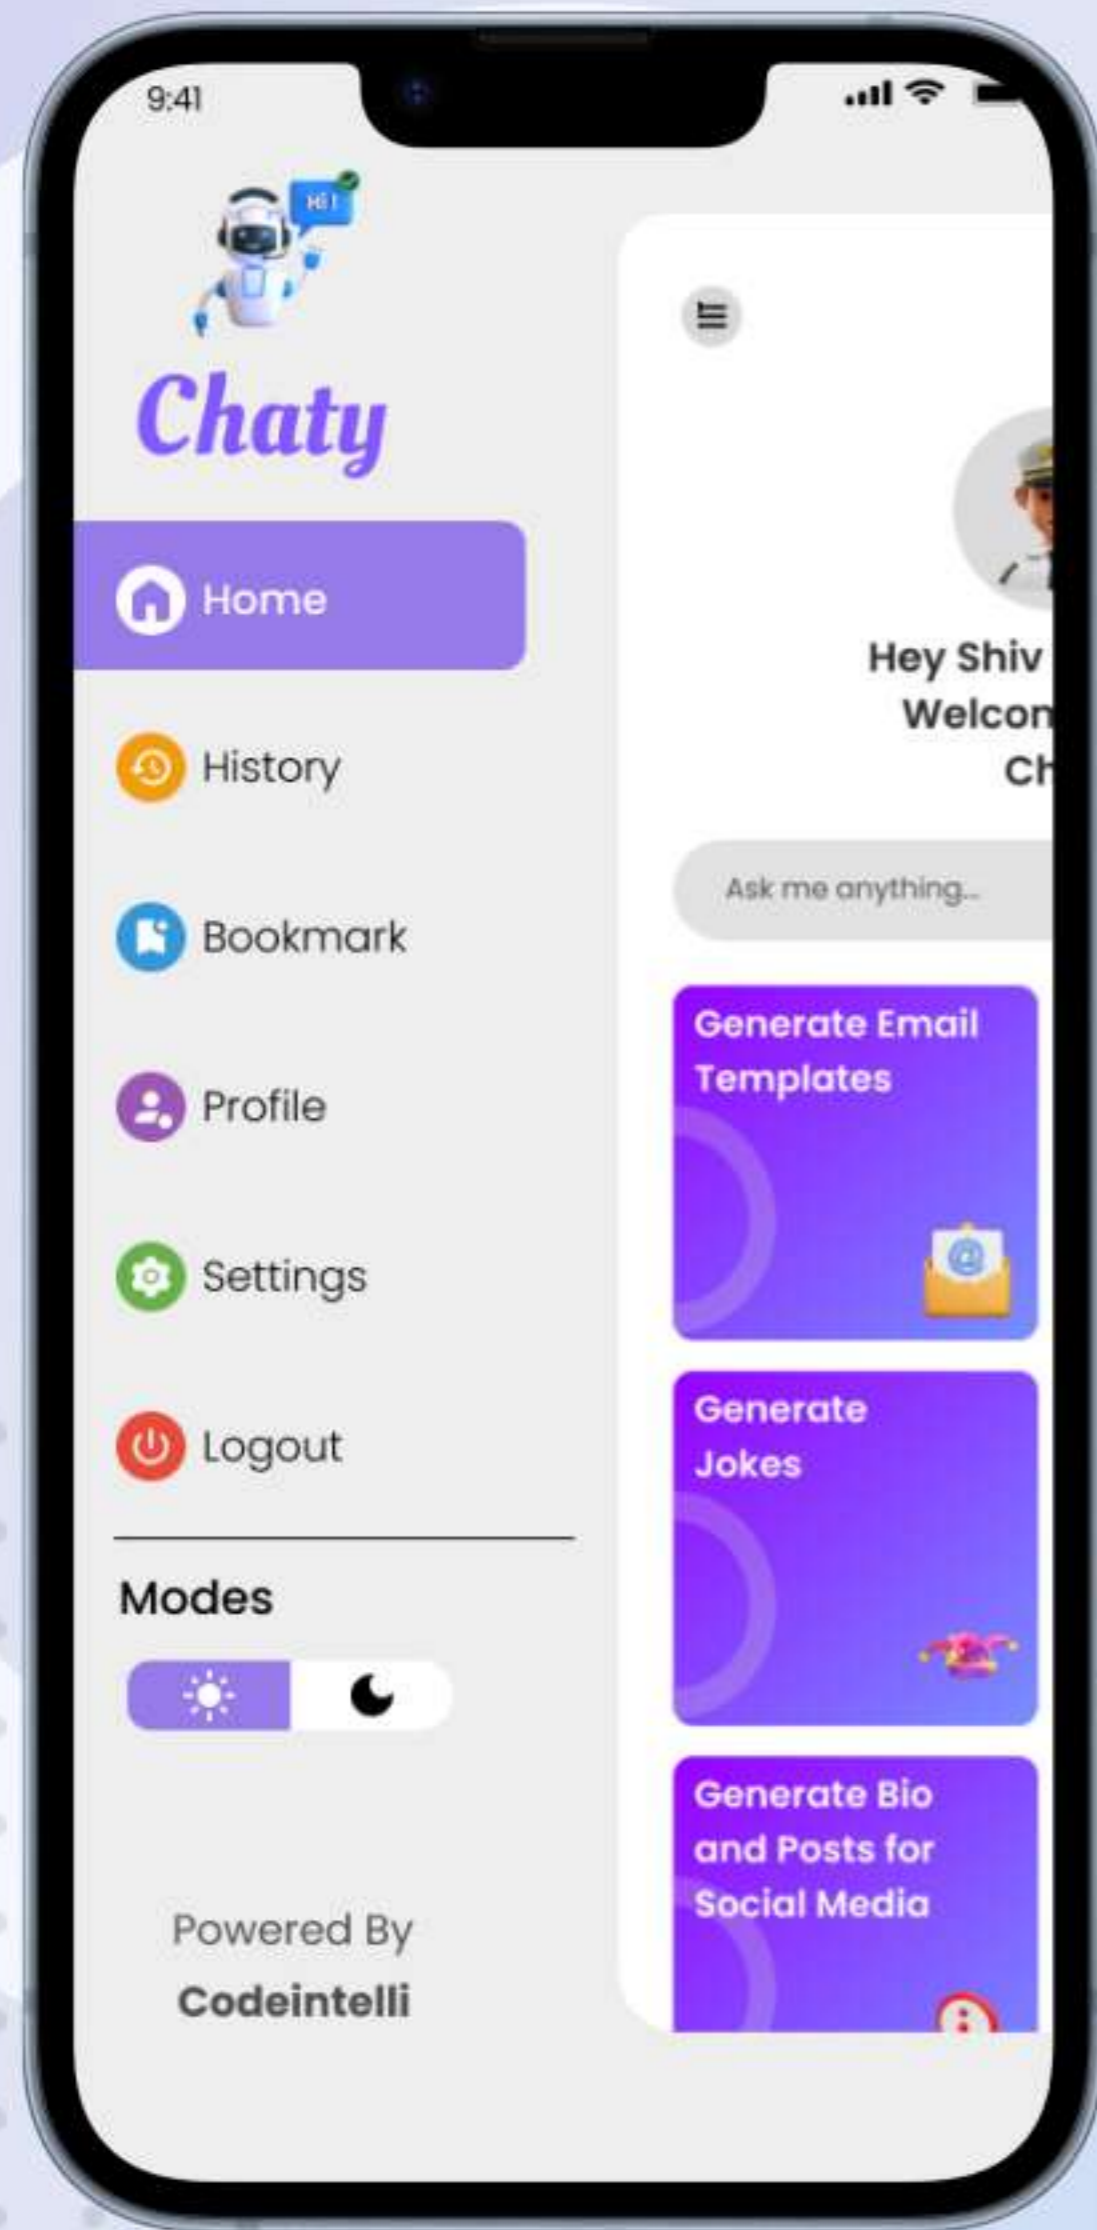 9:41
Hi !
Chaty
Home
History
Bookmark
Profile
Settings
Logout
Modes
Powered By
Codeintelli
Hey Shiv
Ask me anything...
Generate Email
Templates
@
Generate
Jokes
Generate Bio
and Posts for
Social Media